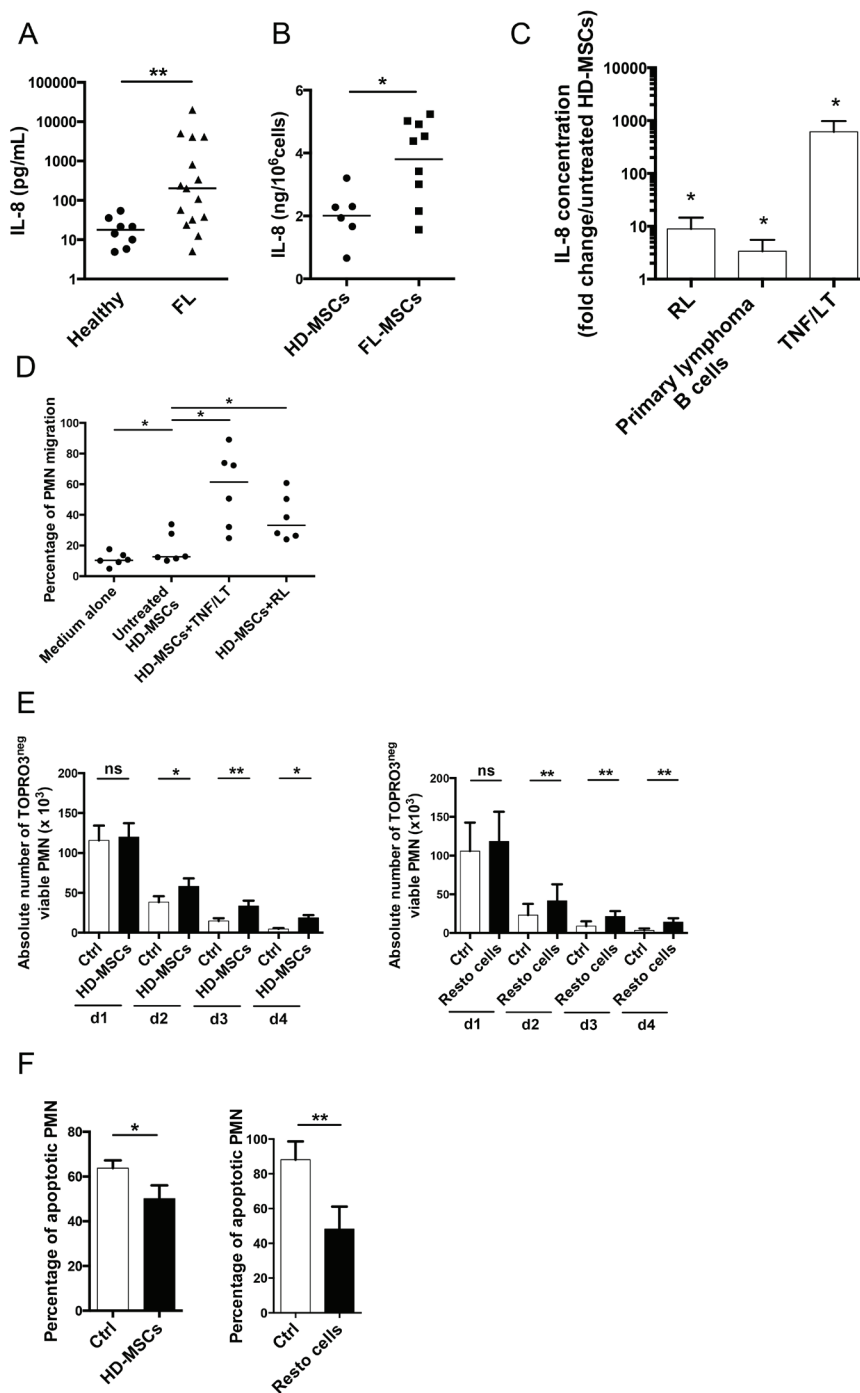 A
**
100000
10000
1000
100
10
1
IL-8 (pg/mL)
Healthy
FL
B
*
6
4
2
0
IL-8 (ng/10⁶cells)
HD-MSCs
FL-MSCs
C
10000
1000
100
10
1
IL-8 concentration
(fold change/untreated HD-MSCs)
*
*
*
RL
Primary lymphoma
B cells
TNF/LT
D
*
*
*
100
80
60
40
20
0
Percentage of PMN migration
Medium alone
Untreated
HD-MSCs
HD-MSCs+TNF/LT
HD-MSCs+RL
E
200
150
100
50
0
Absolute number of TOPRO3ⁿᵉᵍ
viable PMN (x 10³)
ns
*
**
*
Ctrl
HD-MSCs
Ctrl
HD-MSCs
Ctrl
HD-MSCs
Ctrl
HD-MSCs
d1
d2
d3
d4
200
150
100
50
0
Absolute number of TOPRO3ⁿᵉᵍ
viable PMN (x10³)
ns
**
**
**
Ctrl
Resto cells
Ctrl
Resto cells
Ctrl
Resto cells
Ctrl
Resto cells
d1
d2
d3
d4
F
80
60
40
20
0
Percentage of apoptotic PMN
*
Ctrl
HD-MSCs
100
80
60
40
20
0
Percentage of apoptotic PMN
**
Ctrl
Resto cells